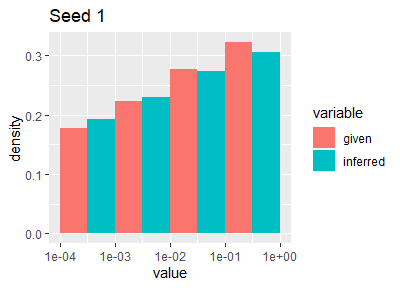 Seed 1
density
0.3
0.2
0.1
0.0
1e-04 1e-03 1e-02 1e-01 1e+00
value
variable
given
inferred